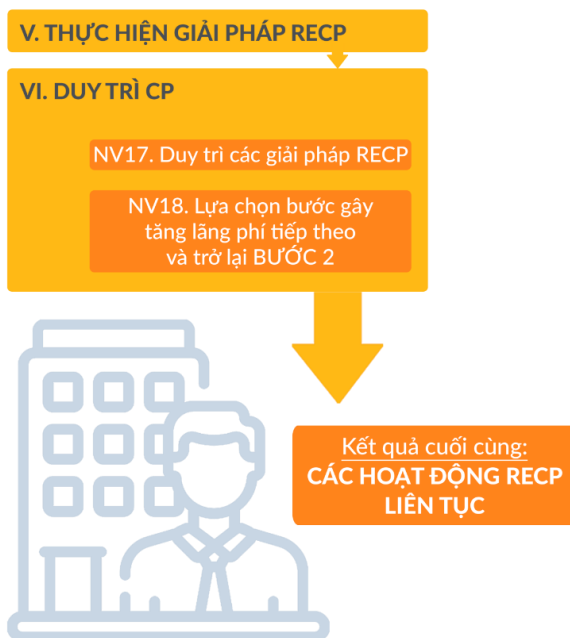 V. THỰC HIỆN GIẢI PHÁP RECP
VI. DUY TRÌ CP
NV17. Duy trì các giải pháp RECP
NV18. Lựa chọn bước gây
tăng lãng phí tiếp theo
và trở lại BƯỚC 2
Kết quả cuối cùng:
CÁC HOẠT ĐỘNG RECP
LIÊN TỤC